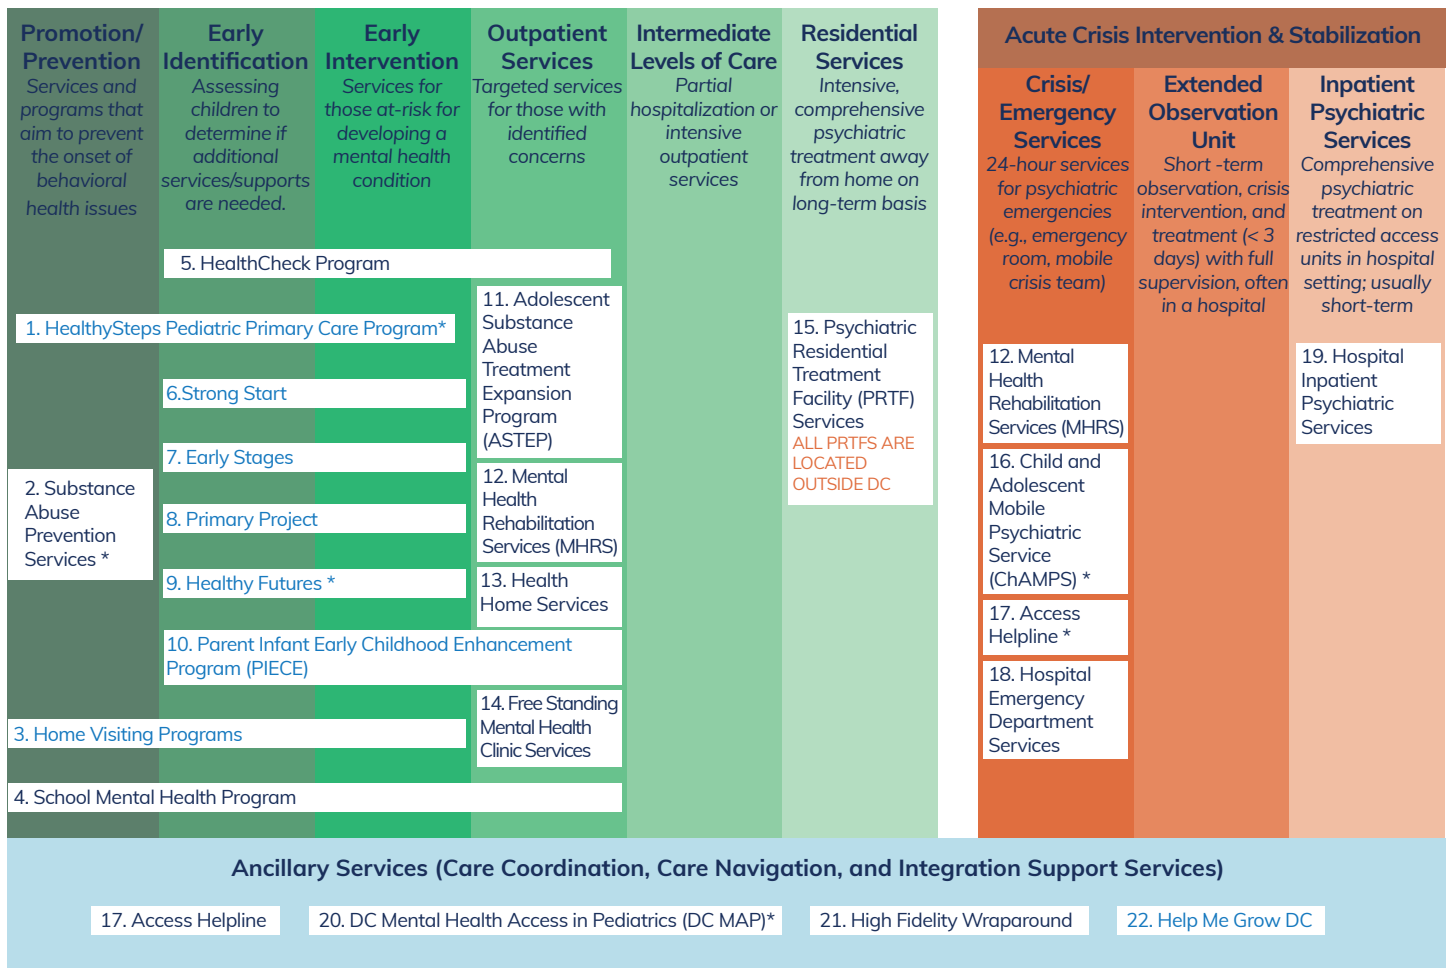 Promotion/
Prevention
Services and
programs that
aim to prevent
the onset of
behavioral
health issues
Early
Identification
Assessing
children to
determine if
additional
services/supports
are needed.
Early
Intervention
Services for
those at-risk for
developing a
mental health
condition
Outpatient
Services
Targeted services
for those with
identified
concerns
Intermediate
Levels of Care
Partial
hospitalization or
intensive
outpatient
services
Residential
Services
Intensive,
comprehensive
psychiatric
treatment away
from home on
long-term basis
Acute Crisis Intervention & Stabilization
Crisis/
Emergency
Services
24-hour services
for psychiatric
emergencies
(e.g., emergency
room, mobile
crisis team)
Extended
Observation
Unit
Short -term
observation, crisis
intervention, and
treatment (< 3
days) with full
supervision, often
in a hospital
Inpatient
Psychiatric
Services
Comprehensive
psychiatric
treatment on
restricted access
units in hospital
setting; usually
short-term
5. HealthCheck Program
1. HealthySteps Pediatric Primary Care Program*
6.Strong Start
7. Early Stages
2. Substance
Abuse
Prevention
Services *
8. Primary Project
9. Healthy Futures *
10. Parent Infant Early Childhood Enhancement
Program (PIECE)
3. Home Visiting Programs
4. School Mental Health Program
11. Adolescent
Substance
Abuse
Treatment
Expansion
Program
(ASTEP)
12. Mental
Health
Rehabilitation
Services (MHRS)
13. Health
Home Services
14. Free Standing
Mental Health
Clinic Services
15. Psychiatric
Residential
Treatment
Facility (PRTF)
Services
ALL PRTFS ARE
LOCATED
OUTSIDE DC
12. Mental
Health
Rehabilitation
Services (MHRS)
16. Child and
Adolescent
Mobile
Psychiatric
Service
(ChAMPS) *
17. Access
Helpline *
18. Hospital
Emergency
Department
Services
19. Hospital
Inpatient
Psychiatric
Services
Ancillary Services (Care Coordination, Care Navigation, and Integration Support Services)
17. Access Helpline
20. DC Mental Health Access in Pediatrics (DC MAP)*
21. High Fidelity Wraparound
22. Help Me Grow DC